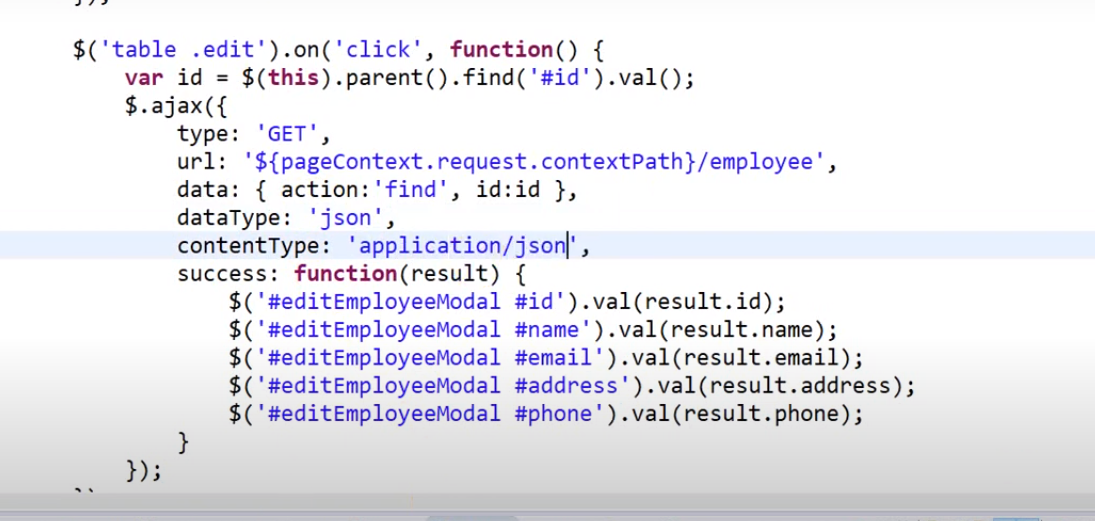 });
$('table .edit').on('click', function() {
var id = $(this).parent().find('#id').val();
$.ajax({
type: 'GET',
url: '${pageContext.request.contextPath}/employee',
data: { action:'find', id:id },
dataType: 'json',
contentType: 'application/json',
success: function(result) {
$('#editEmployeeModal #id').val(result.id);
$('#editEmployeeModal #name').val(result.name);
$('#editEmployeeModal #email').val(result.email);
$('#editEmployeeModal #address').val(result.address);
$('#editEmployeeModal #phone').val(result.phone);
}
});